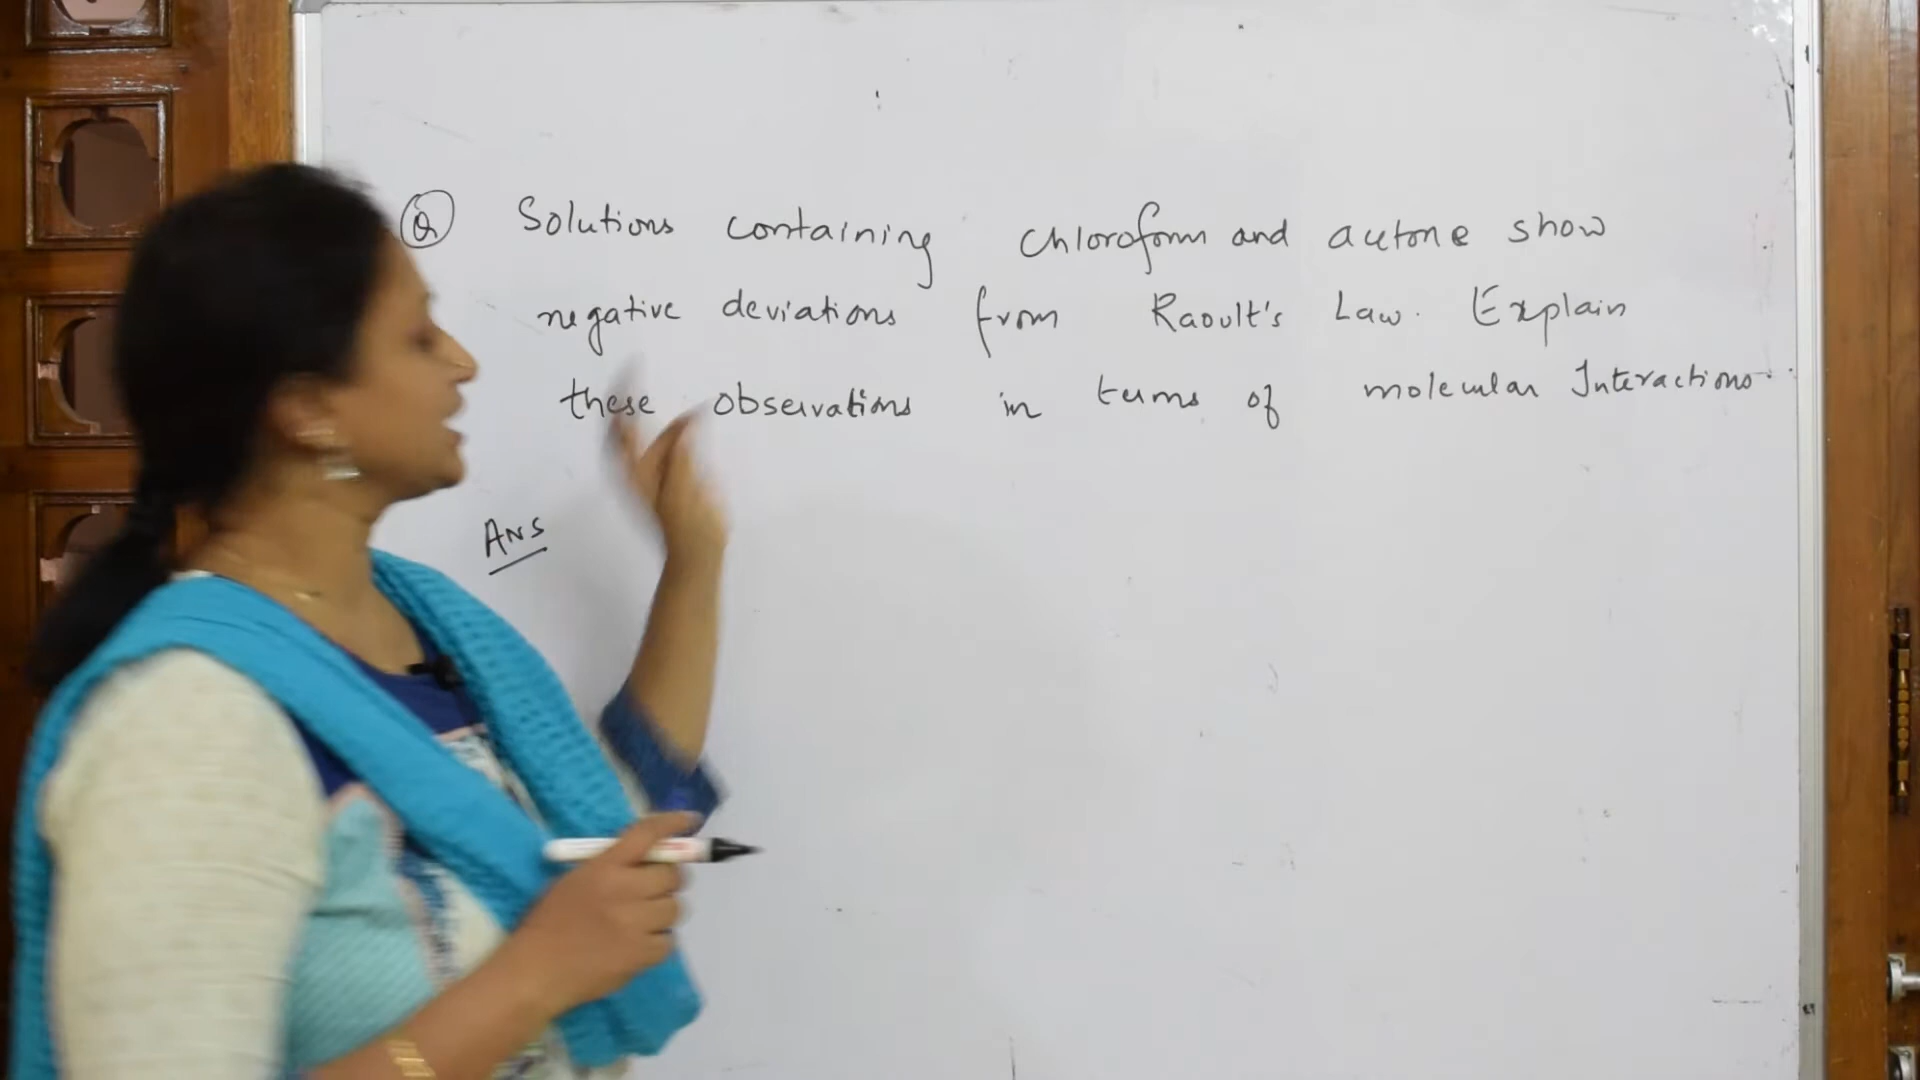 Q Solutions containing Chloroform and acetone show
negative deviations from Raoult's Law. Explain
these observations in terms of molecular Interactions.
ANS